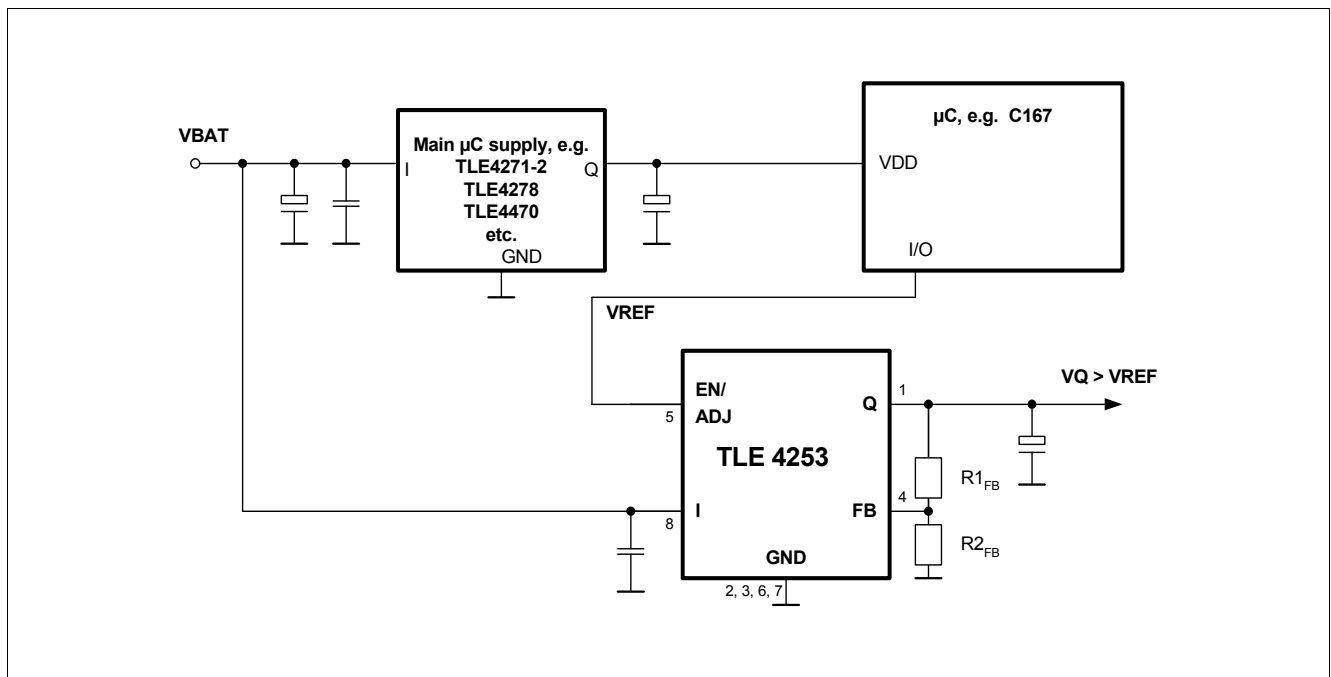 VBAT
I
Main µC supply, e.g.
TLE4271-2
TLE4278
TLE4470
etc.
GND
Q
µC, e.g. C167
VDD
I/O
VREF
EN/
ADJ
5
TLE 4253
Q
1
VQ > VREF
R1FB
4
FB
I
8
R2FB
GND
2, 3, 6, 7